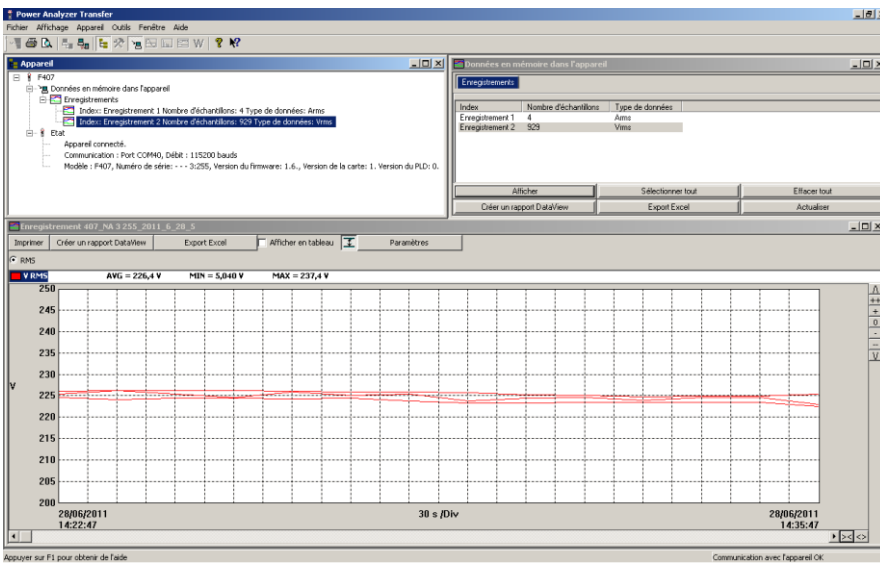 Power Analyzer Transfer
Fichier Affichage Appareil Outils Fenêtre Aide
Appareil
F407
Données en mémoire dans l'appareil
Enregistrements
Index: Enregistrement 1 Nombre d'échantillons: 4 Type de données: Arms
Index: Enregistrement 2 Nombre d'échantillons: 929 Type de données: Vrms
Etat
Appareil connecté.
Communication : Port COM40, Débit : 115200 bauds
Modèle : F407, Numéro de série: - - - 3:255, Version du firmware: 1.6., Version de la carte: 1. Version du PLD: 0.
Données en mémoire dans l'appareil
Enregistrements
Index Nombre d'échantillons Type de données
Enregistrement 1 4 Arms
Enregistrement 2 929 Vrms
Afficher Sélectionner tout Effacer tout
Créer un rapport DataView Export Excel Actualiser
Enregistrement 407_NA 3 255_2011_6_28_5
Imprimer Créer un rapport DataView Export Excel Afficher en tableau Paramètres
RMS
V RMS AVG = 226,4 V MIN = 5,040 V MAX = 237,4 V
250
245
240
235
230
V
225
220
215
210
205
200
28/06/2011 30 s /Div 28/06/2011
14:22:47 14:35:47
Appuyer sur F1 pour obtenir de l'aide Communication avec l'appareil OK